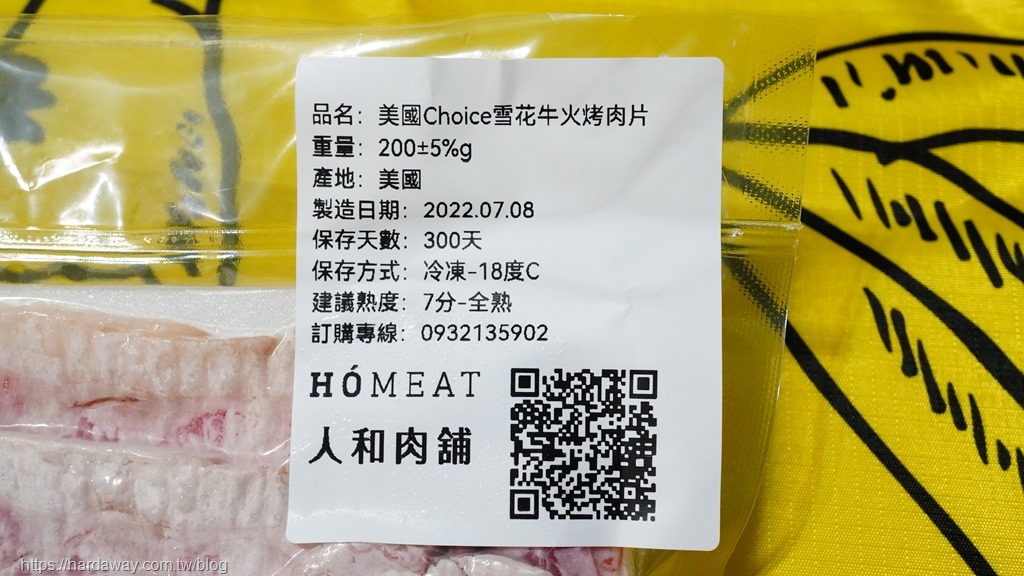 品名：美國Choice雪花牛火烤肉片
重量：200±5%g
產地：美國
製造日期：2022.07.08
保存天數：300天
保存方式：冷凍-18度C
建議熟度：7分-全熟
訂購專線：0932135902
HÓMEAT
人和肉舖
https://hardaway.com.tw/blog